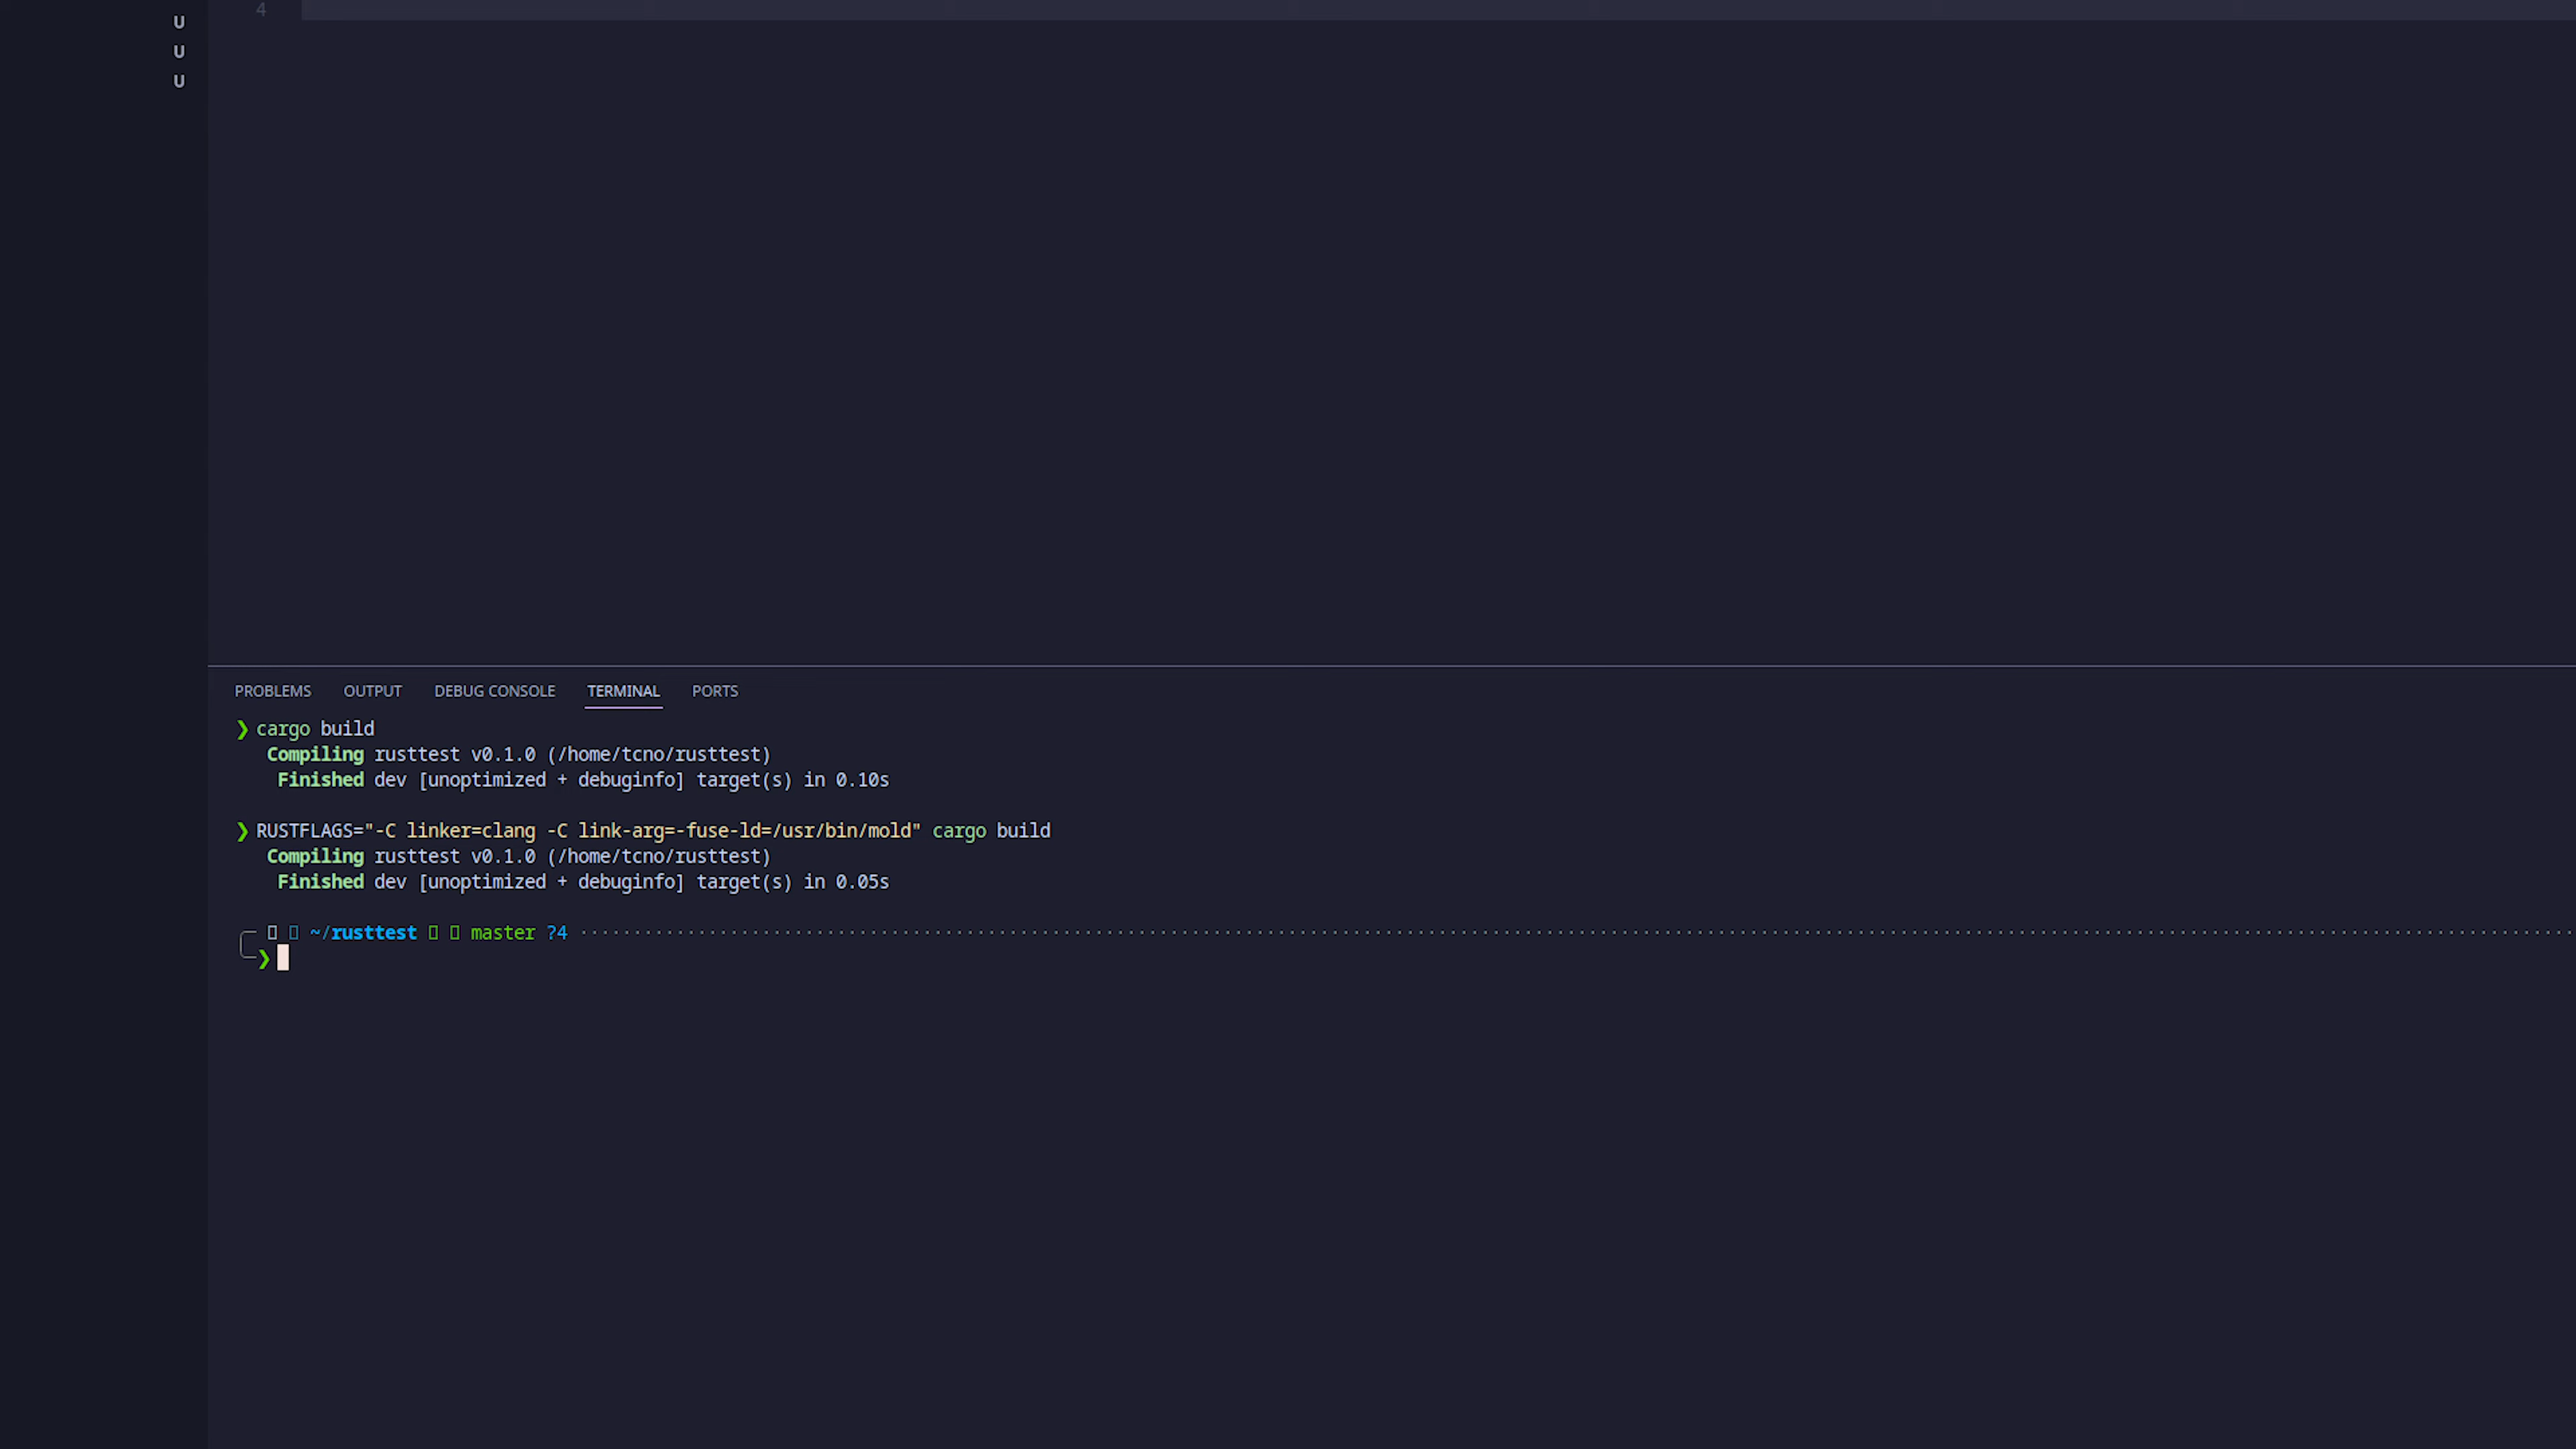 4
U
U
U
PROBLEMS OUTPUT DEBUG CONSOLE TERMINAL PORTS
❯ cargo build
Compiling rusttest v0.1.0 (/home/tcno/rusttest)
Finished dev [unoptimized + debuginfo] target(s) in 0.10s
❯ RUSTFLAGS="-C linker=clang -C link-arg=-fuse-ld=/usr/bin/mold" cargo build
Compiling rusttest v0.1.0 (/home/tcno/rusttest)
Finished dev [unoptimized + debuginfo] target(s) in 0.05s
~/rusttest master ?4
❯